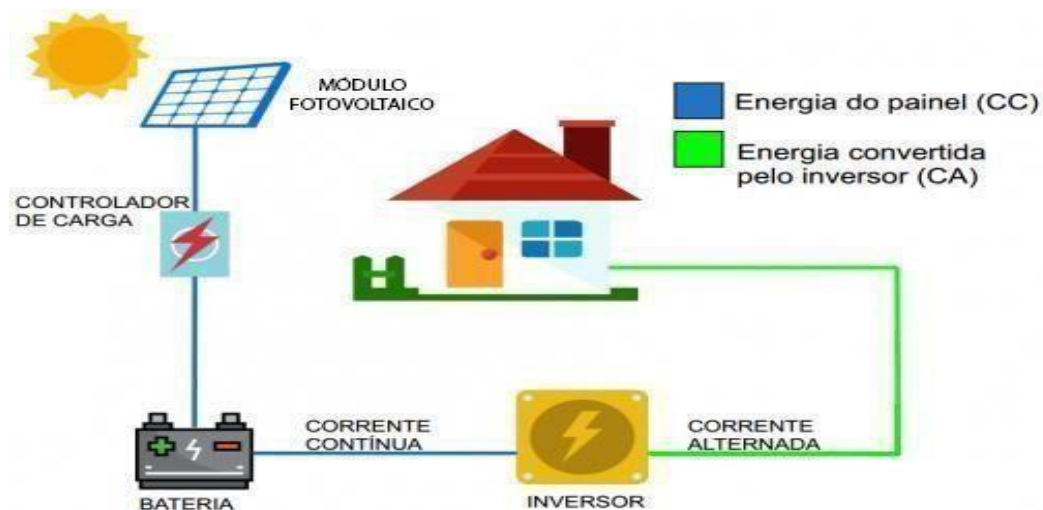 MÓDULO
FOTOVOLTAICO
Energia do painel (CC)
Energia convertida
pelo inversor (CA)
CONTROLADOR
DE CARGA
CORRENTE
CONTÍNUA
CORRENTE
ALTERNADA
BATERIA
INVERSOR